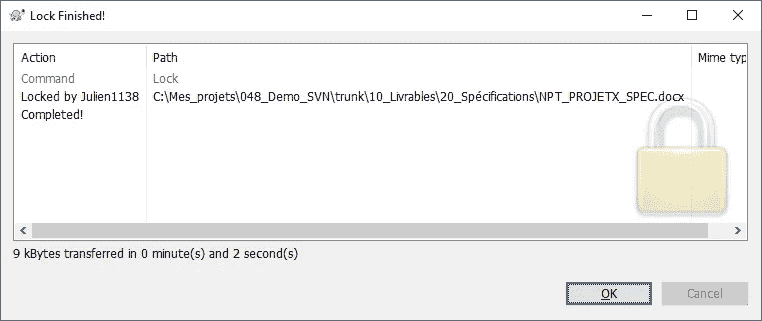 Lock Finished!
Action Path Mime typ
Command Lock
Locked by Julien1138 C:\Mes_projets\048_Demo_SVN\trunk\10_Livrables\20_Spécifications\NPT_PROJETX_SPEC.docx
Completed!
9 kBytes transferred in 0 minute(s) and 2 second(s)
OK Cancel